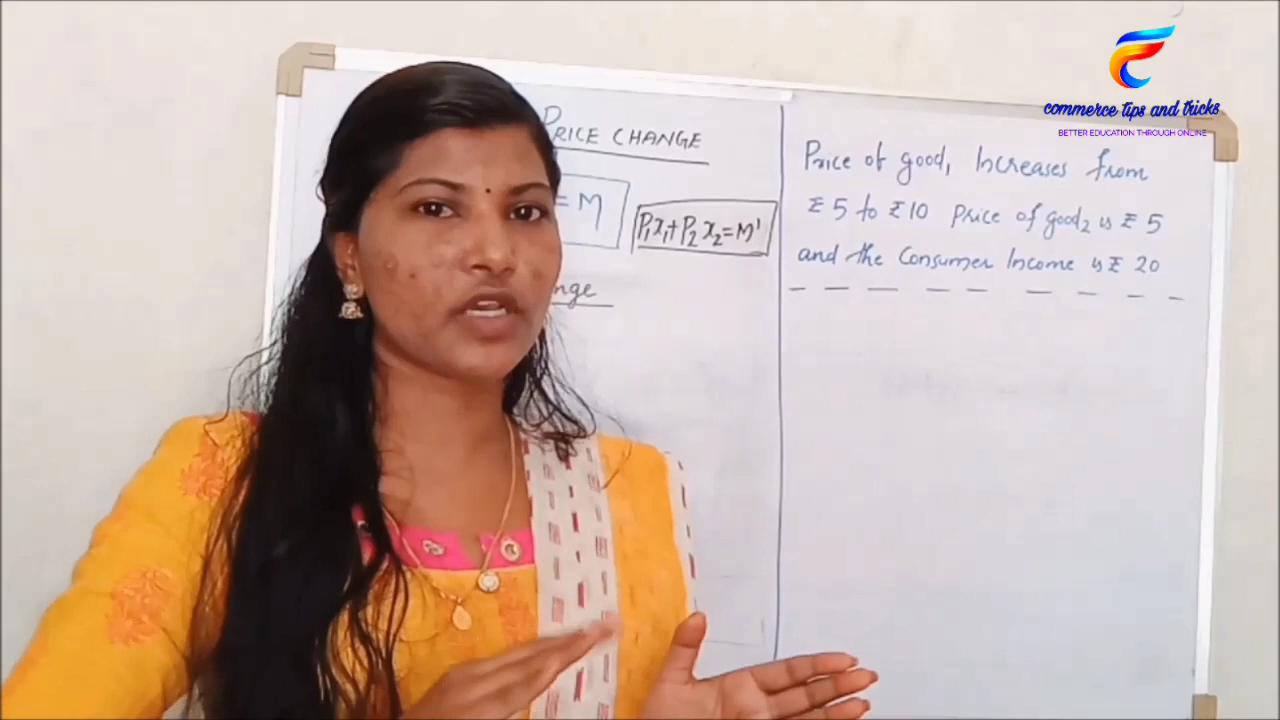 commerce tips and tricks
BETTER EDUCATION THROUGH ONLINE
PRICE CHANGE
= M
P₁x₁+P₂x₂=M'
Price of good₁ Increases from
₹5 to ₹10 Price of good₂ is ₹5
and the Consumer Income is ₹ 20